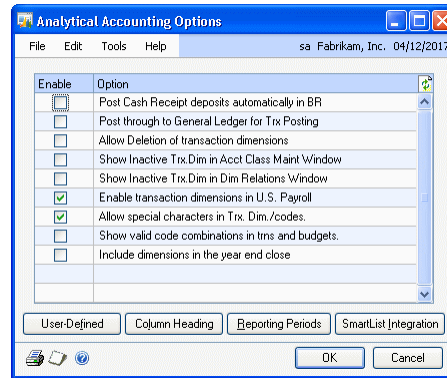 Analytical Accounting Options
File Edit Tools Help sa Fabrikam, Inc. 04/12/2017
Enable Option
Post Cash Receipt deposits automatically in BR
Post through to General Ledger for Trx Posting
Allow Deletion of transaction dimensions
Show Inactive Trx.Dim in Acct Class Maint Window
Show Inactive Trx.Dim in Dim Relations Window
Enable transaction dimensions in U.S. Payroll
Allow special characters in Trx. Dim./codes.
Show valid code combinations in trns and budgets.
Include dimensions in the year end close
User-Defined Column Heading Reporting Periods SmartList Integration
OK Cancel